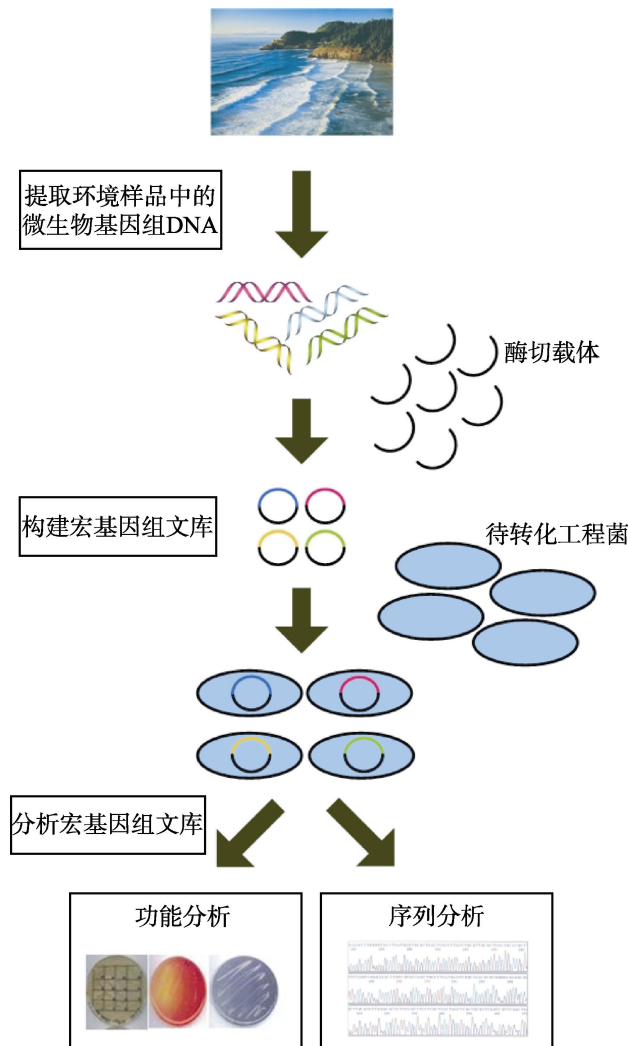 提取环境样品中的
微生物基因组DNA
酶切载体
构建宏基因组文库
待转化工程菌
分析宏基因组文库
功能分析
序列分析